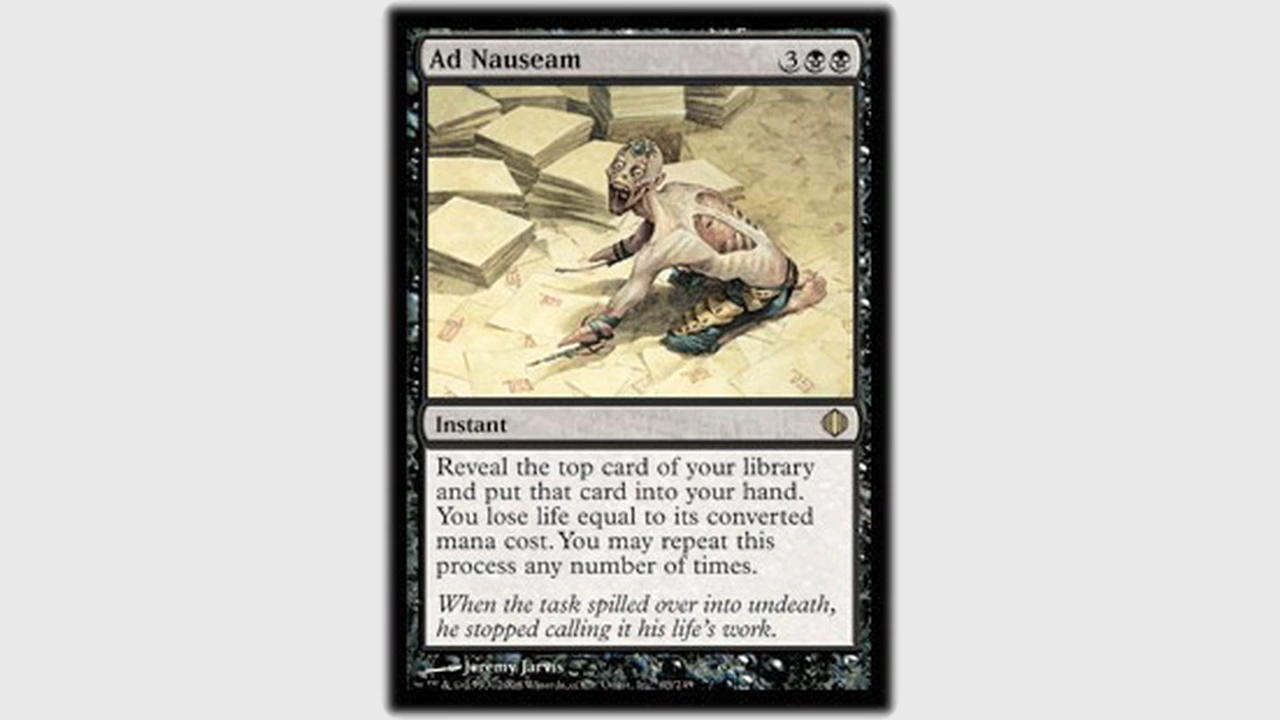 Ad Nauseam 3
Instant
Reveal the top card of your library
and put that card into your hand.
You lose life equal to its converted
mana cost. You may repeat this
process any number of times.
When the task spilled over into undeath,
he stopped calling it his life's work.
Jeremy Jarvis